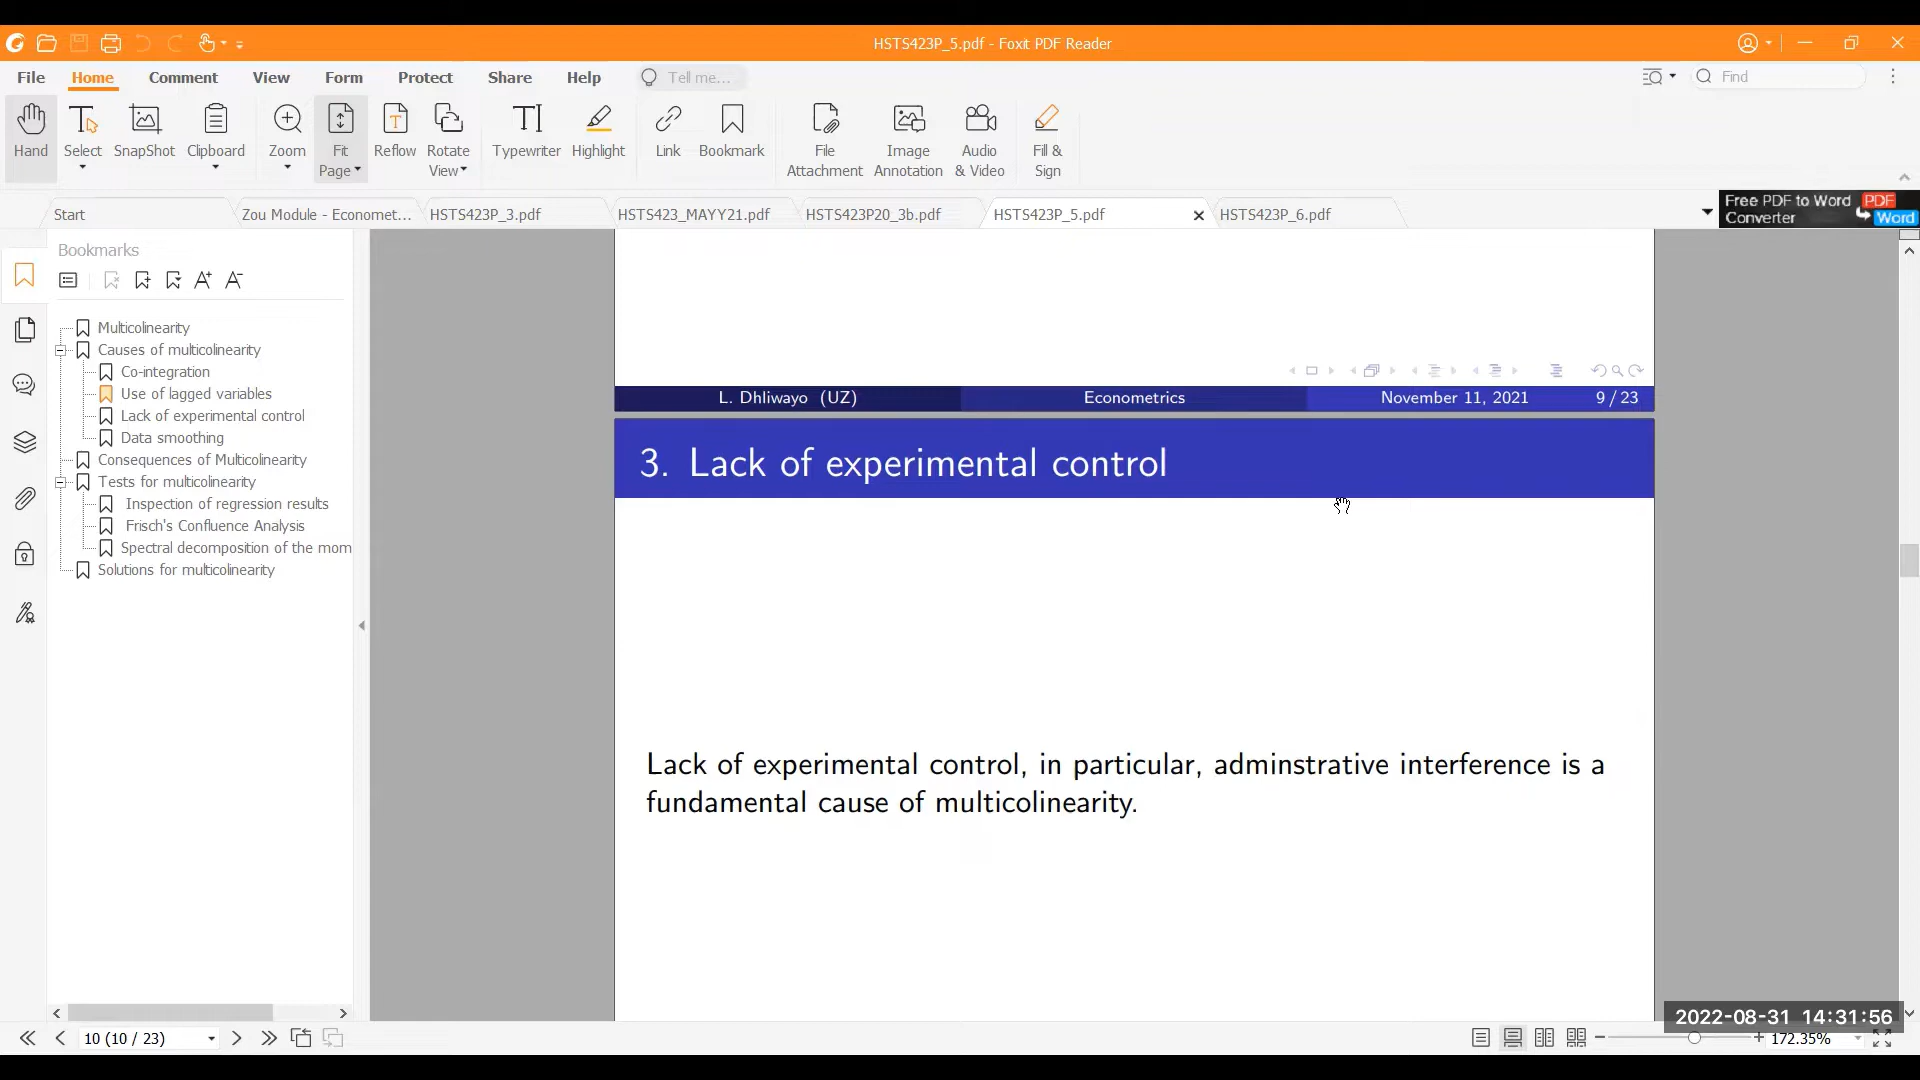 HSTS423P_5.pdf - Foxit PDF Reader
File Home Comment View Form Protect Share Help Tell me... Find
Hand Select SnapShot Clipboard Zoom Fit Page Reflow Rotate View Typewriter Highlight Link Bookmark File Attachment Image Annotation Audio & Video Fill & Sign
Start Zou Module - Economet... HSTS423P_3.pdf HSTS423_MAYY21.pdf HSTS423P20_3b.pdf HSTS423P_5.pdf HSTS423P_6.pdf
Free PDF to Word PDF
Converter Word
Bookmarks
Multicolinearity
Causes of multicolinearity
Co-integration
Use of lagged variables
Lack of experimental control
Data smoothing
Consequences of Multicolinearity
Tests for multicolinearity
Inspection of regression results
Frisch's Confluence Analysis
Spectral decomposition of the mom
Solutions for multicolinearity
L. Dhliwayo (UZ) Econometrics November 11, 2021 9 / 23
3. Lack of experimental control
Lack of experimental control, in particular, adminstrative interference is a
fundamental cause of multicolinearity.
2022-08-31 14:31:56
10 (10 / 23) 172.35%